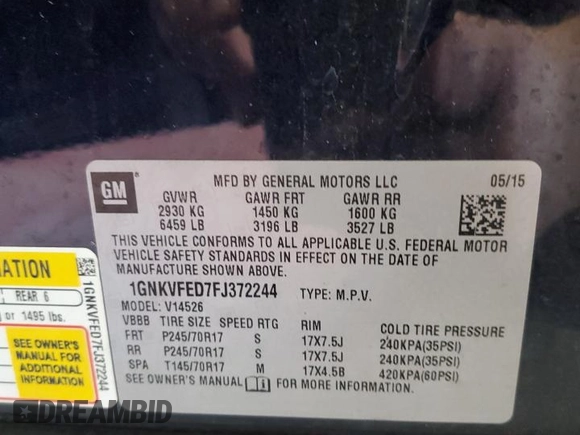 GM
MFD BY GENERAL MOTORS LLC 05/15
GVWR GAWR FRT GAWR RR
2930 KG 1450 KG 1600 KG
6459 LB 3196 LB 3527 LB
THIS VEHICLE CONFORMS TO ALL APPLICABLE U.S. FEDERAL MOTOR
VEHICLE SAFETY STANDARDS IN EFFECT ON THE DATE OF
MANUFACTURE SHOWN ABOVE.
1GNKVFED7FJ372244 TYPE: M.P.V.
MODEL: V14526
VBBB TIRE SIZE SPEED RTG RIM COLD TIRE PRESSURE
FRT P245/70R17 S 17X7.5J 240KPA(35PSI)
RR P245/70R17 S 17X7.5J 240KPA(35PSI)
SPA T145/70R17 M 17X4.5B 420KPA(60PSI)
SEE OWNER'S MANUAL FOR MORE INFORMATION.
MATION
REAR 6
or 1495 lbs.
SEE OWNER'S
MANUAL FOR
ADDITIONAL
INFORMATION
1GNKVFED7FJ372244
DREAMBID